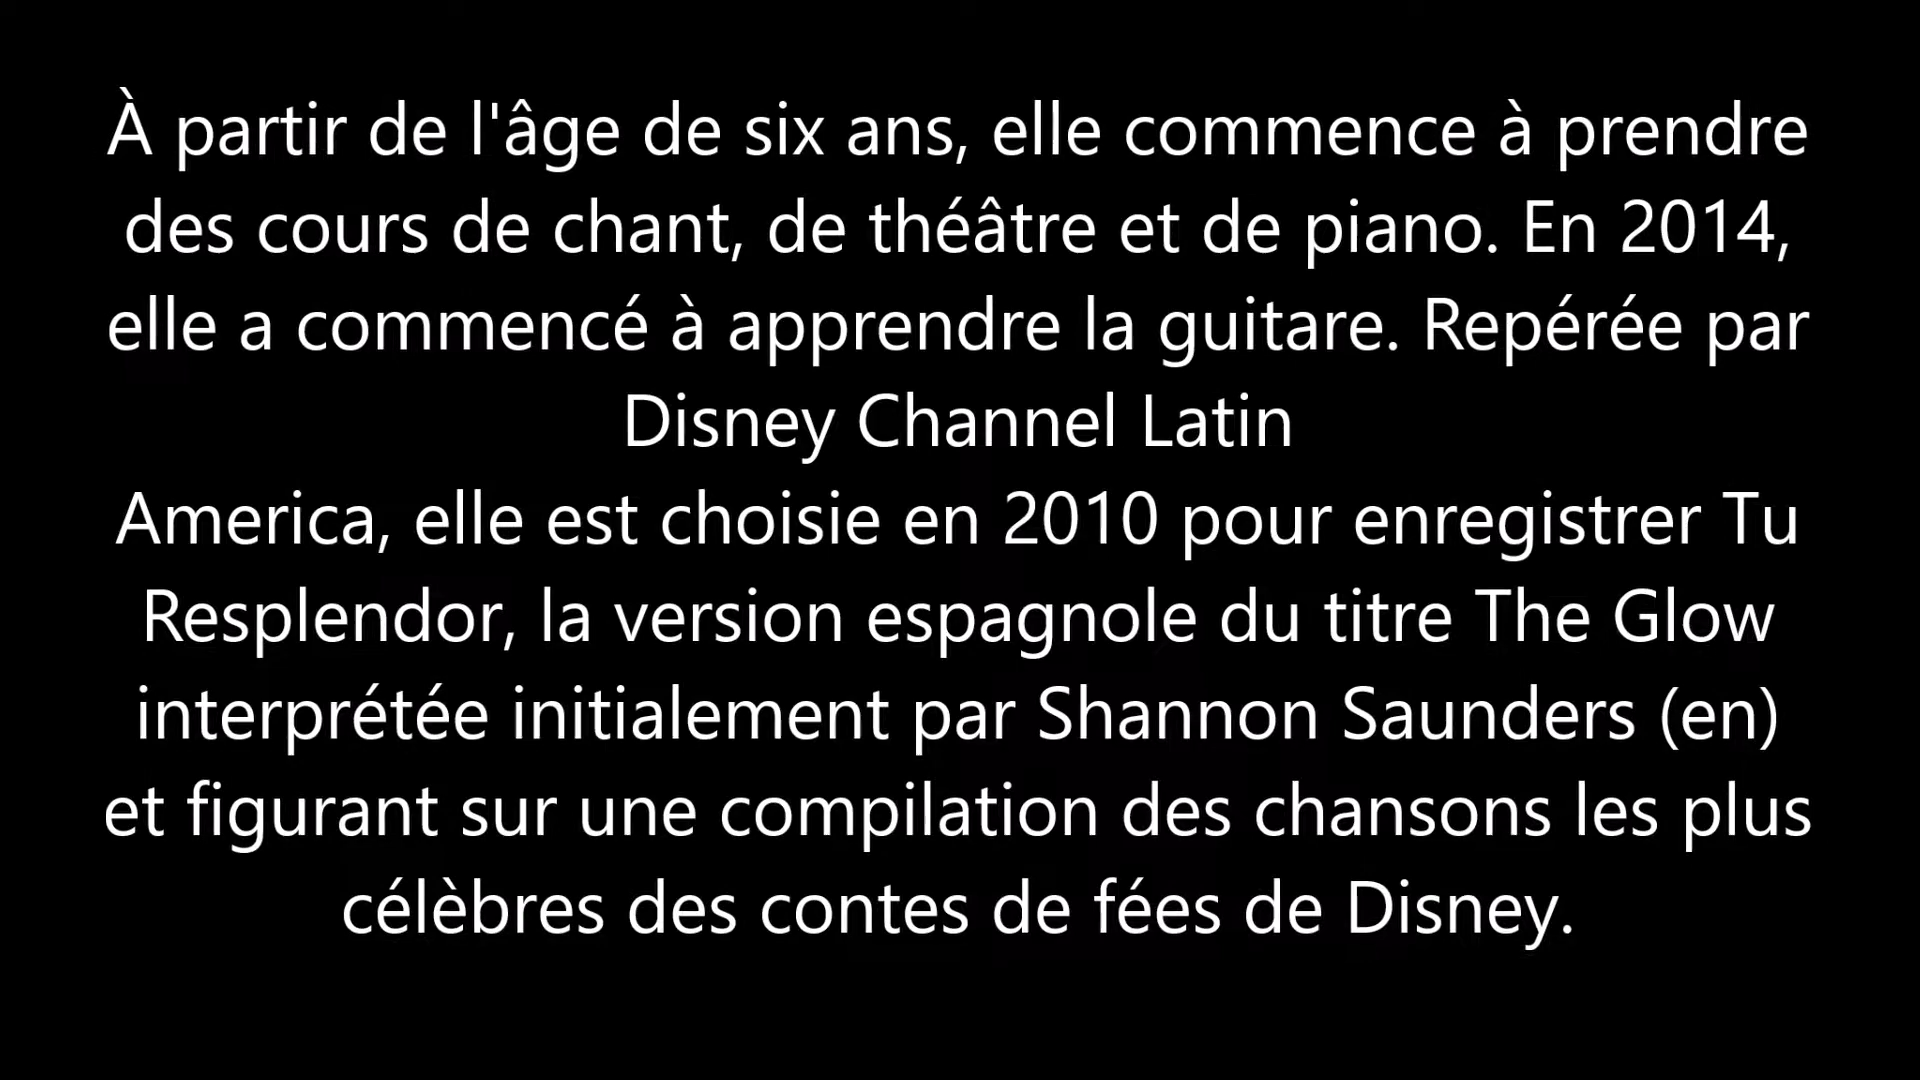 À partir de l'âge de six ans, elle commence à prendre
des cours de chant, de théâtre et de piano. En 2014,
elle a commencé à apprendre la guitare. Repérée par
Disney Channel Latin
America, elle est choisie en 2010 pour enregistrer Tu
Resplendor, la version espagnole du titre The Glow
interprétée initialement par Shannon Saunders (en)
et figurant sur une compilation des chansons les plus
célèbres des contes de fées de Disney.